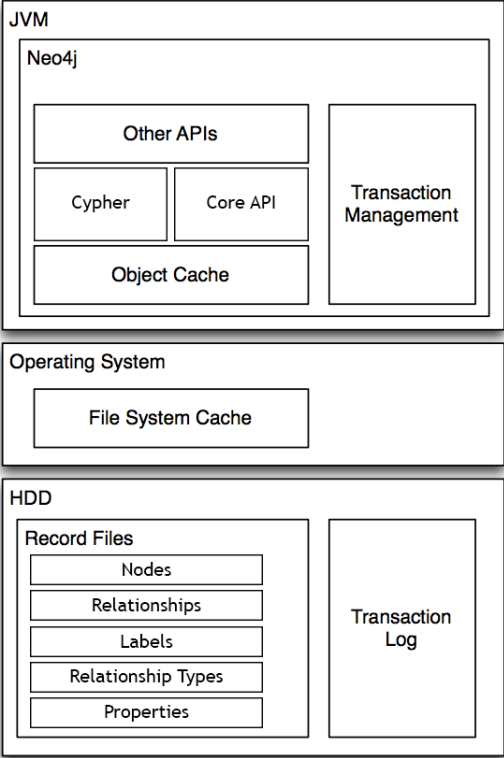 JVM
Neo4j
Other APIs
Cypher
Core API
Object Cache
Transaction
Management
Operating System
File System Cache
HDD
Record Files
Nodes
Relationships
Labels
Relationship Types
Properties
Transaction
Log